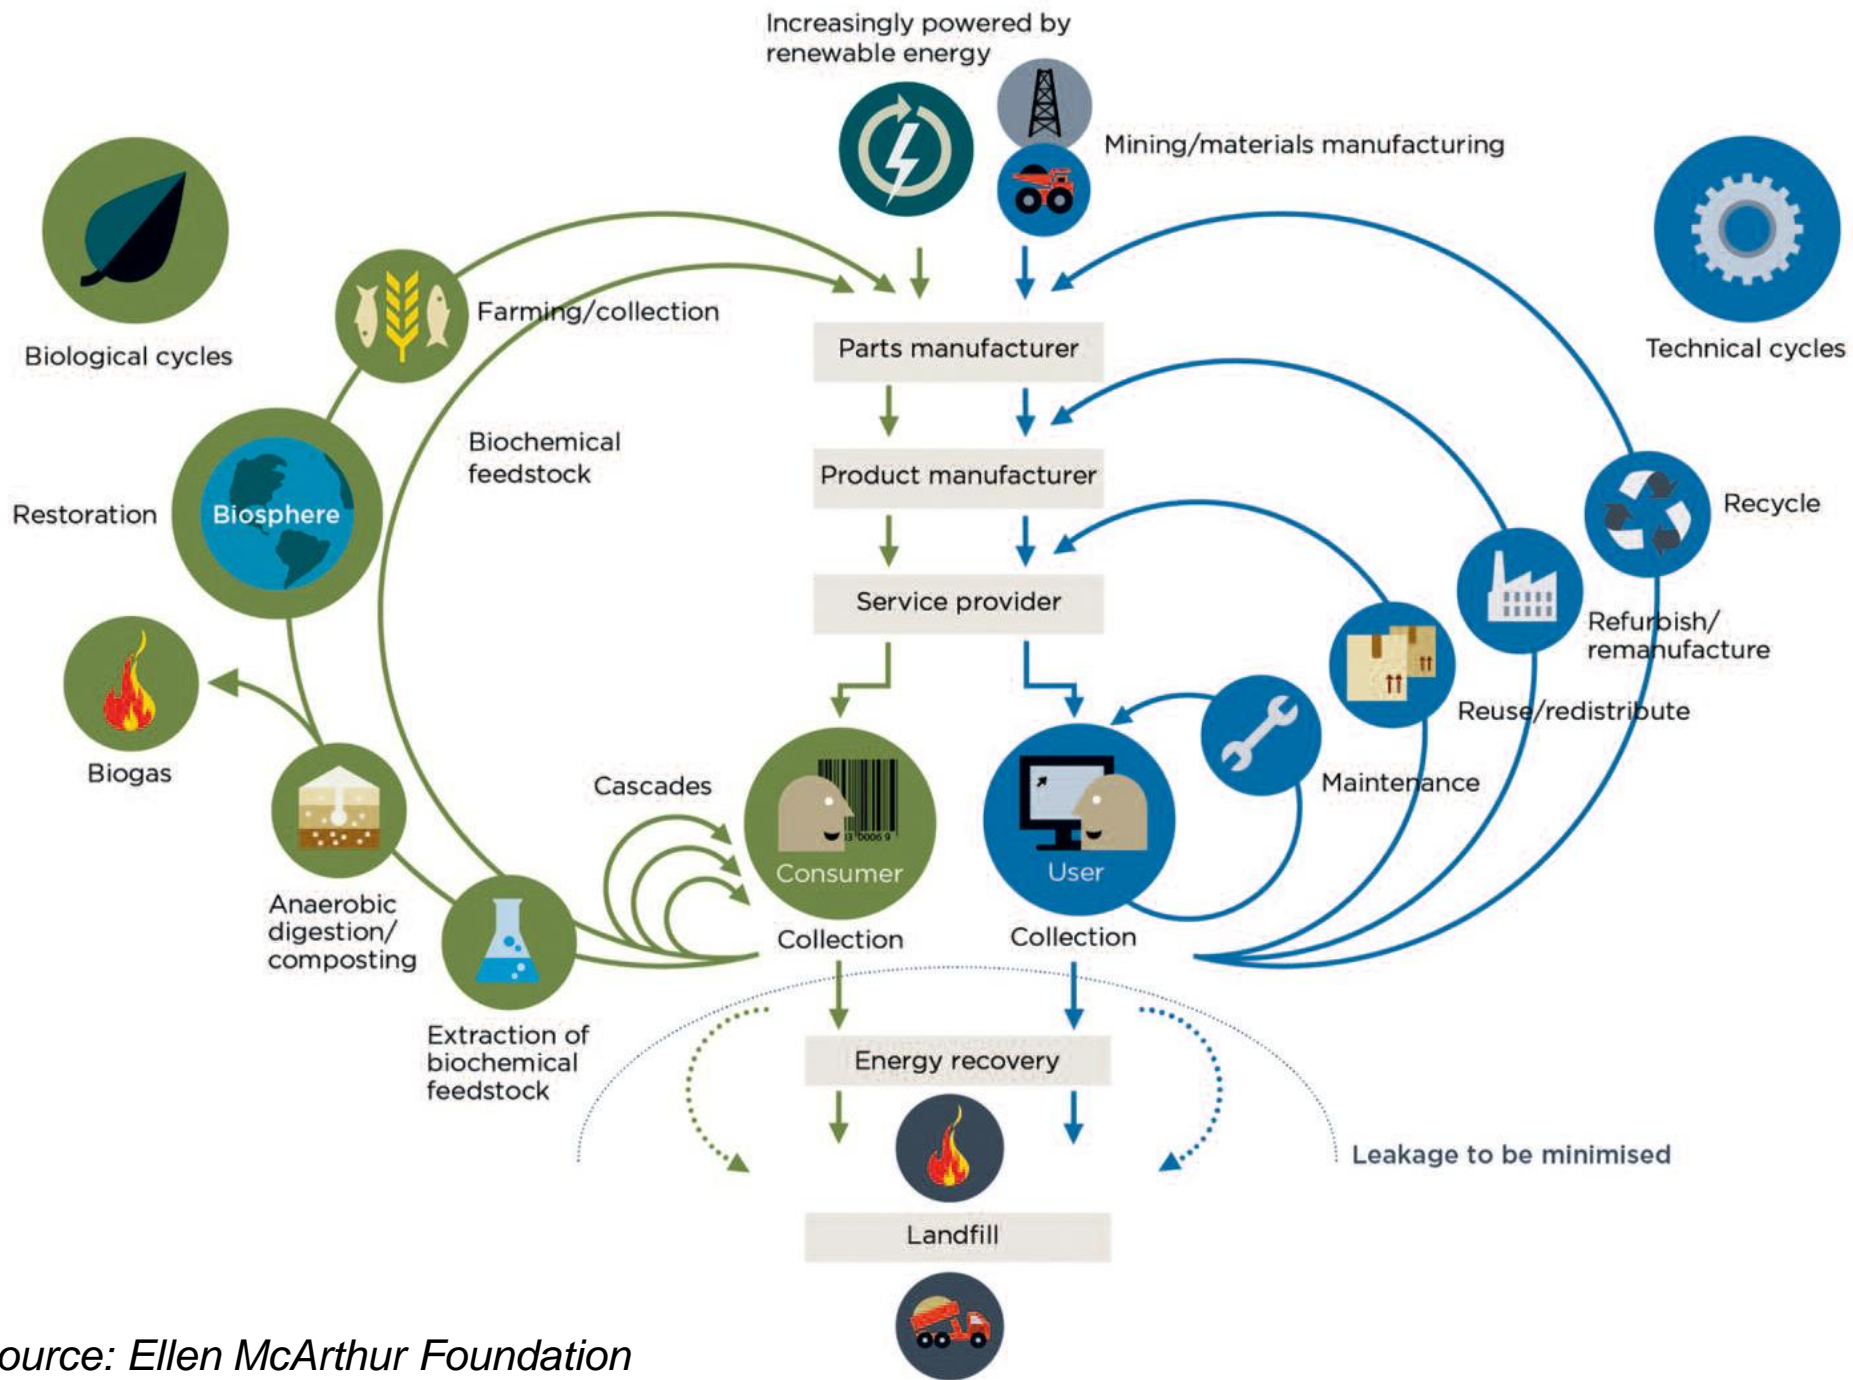 Increasingly powered by
renewable energy
Mining/materials manufacturing
Biological cycles
Technical cycles
Farming/collection
Parts manufacturer
Biochemical
feedstock
Product manufacturer
Restoration
Biosphere
Recycle
Service provider
Refurbish/
remanufacture
Reuse/redistribute
Biogas
Cascades
Maintenance
Consumer
User
Anaerobic
digestion/
composting
Collection
Collection
Extraction of
biochemical
feedstock
Energy recovery
Leakage to be minimised
Landfill
ource: Ellen McArthur Foundation